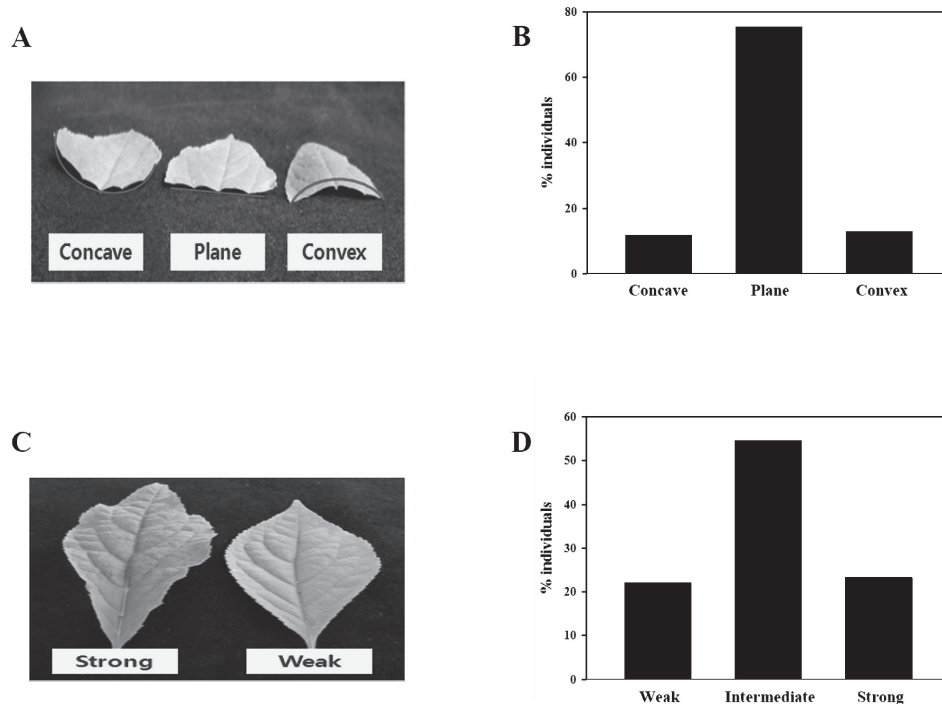 A
Concave Plane Convex
B
80
60
40
20
0
% individuals
Concave Plane Convex
C
Strong Weak
D
60
50
40
30
20
10
0
% individuals
Weak Intermediate Strong